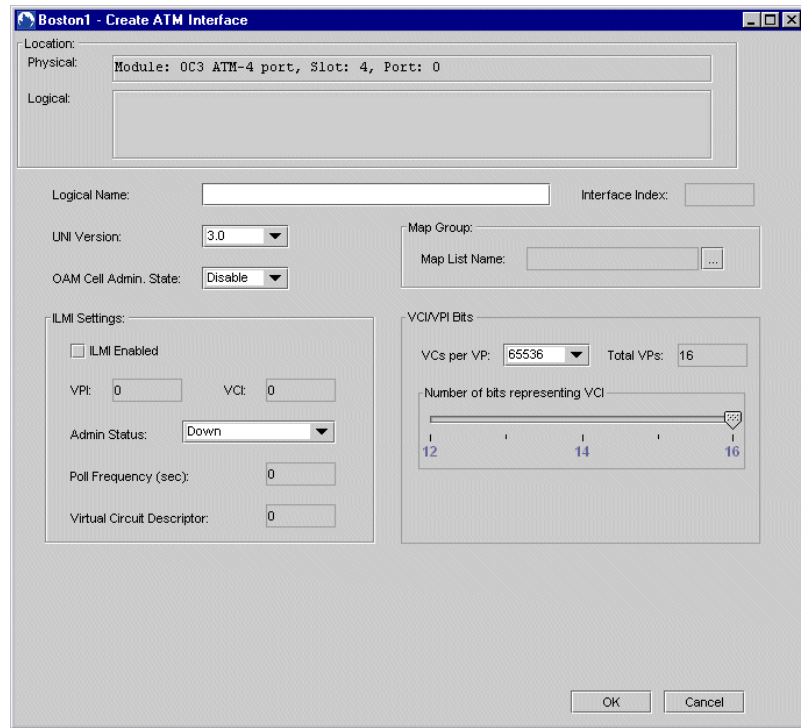 Boston1 - Create ATM Interface
Location:
Physical: Module: OC3 ATM-4 port, Slot: 4, Port: 0
Logical:
Logical Name: Interface Index:
UNI Version: 3.0
Map Group:
Map List Name: ...
OAM Cell Admin. State: Disable
ILMI Settings:
ILMI Enabled
VPI: 0 VCI: 0
Admin Status: Down
Poll Frequency (sec): 0
Virtual Circuit Descriptor: 0
VCI/VPI Bits
VCs per VP: 65536 Total VPs: 16
Number of bits representing VCI
12 14 16
OK Cancel